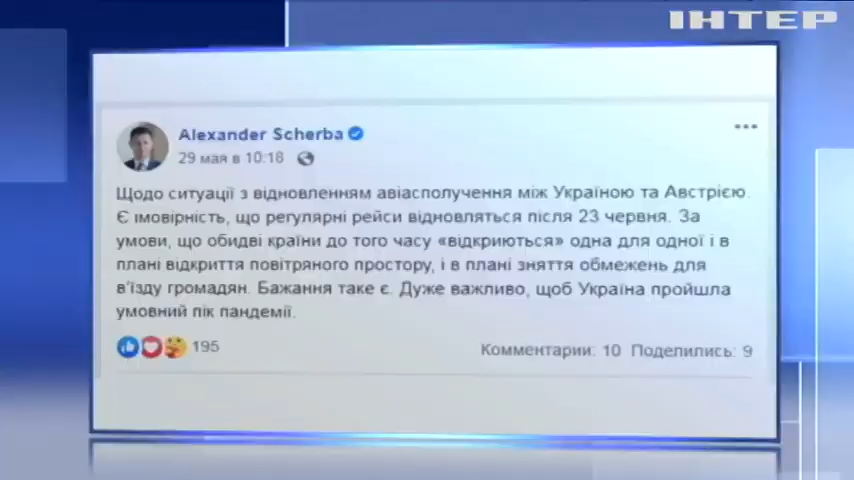 ІНТЕР
Alexander Scherba
29 мая в 10:18
Щодо ситуації з відновленням авіасполучення між Україною та Австрією.
Є імовірність, що регулярні рейси відновляться після 23 червня. За
умови, що обидві країни до того часу «відкриються» одна для одної і в
плані відкриття повітряного простору, і в плані зняття обмежень для
в'їзду громадян. Бажання таке є. Дуже важливо, щоб Україна пройшла
умовний пік пандемії.
195
Комментарии: 10 Поделились: 9